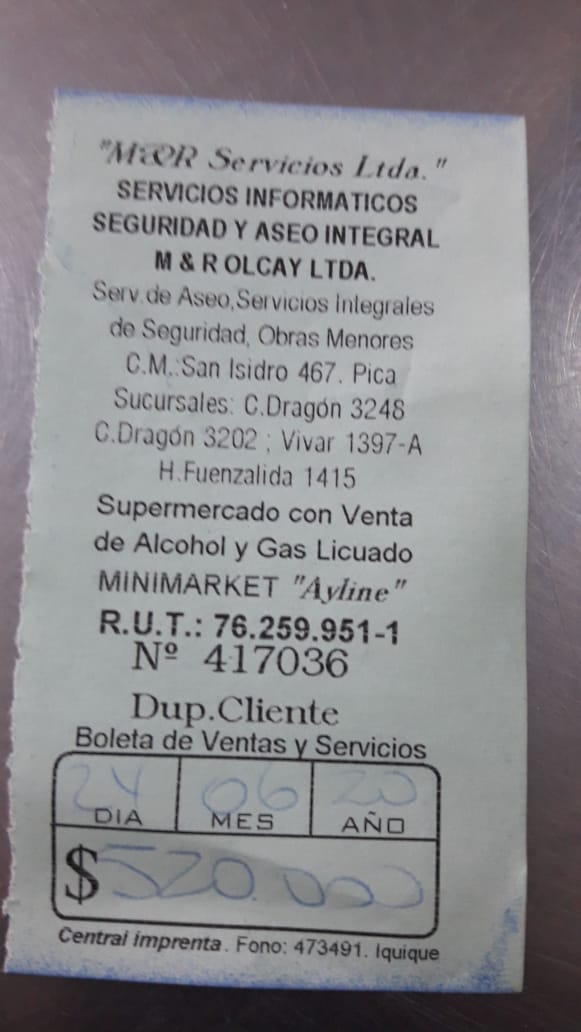 "M&R Servicios Ltda."
SERVICIOS INFORMATICOS
SEGURIDAD Y ASEO INTEGRAL
M & R OLCAY LTDA.
Serv.de Aseo,Servicios Integrales
de Seguridad, Obras Menores
C.M.:San Isidro 467. Pica
Sucursales: C.Dragón 3248
C.Dragón 3202 ; Vivar 1397-A
H.Fuenzalida 1415
Supermercado con Venta
de Alcohol y Gas Licuado
MINIMARKET "Ayline"
R.U.T.: 76.259.951-1
Nº 417036
Dup.Cliente
Boleta de Ventas y Servicios
24 06 20
DIA MES AÑO
$520.000
Central imprenta. Fono: 473491. Iquique